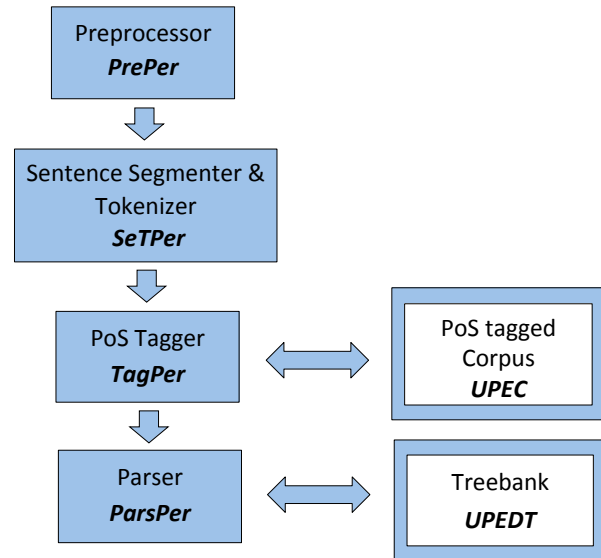 Preprocessor
PrePer
Sentence Segmenter &
Tokenizer
SeTPer
PoS Tagger
TagPer
PoS tagged
Corpus
UPEC
Parser
ParsPer
Treebank
UPEDT